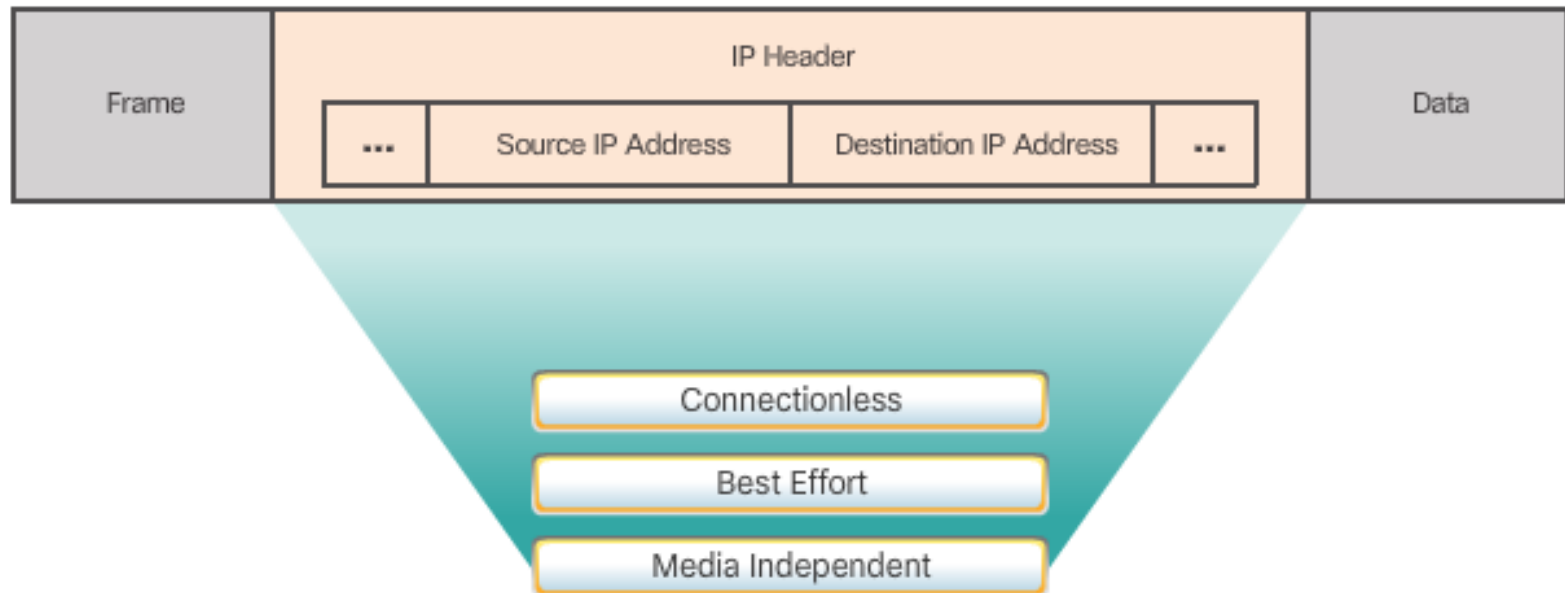 IP Header
Frame
Data
... Source IP Address Destination IP Address ...
Connectionless
Best Effort
Media Independent